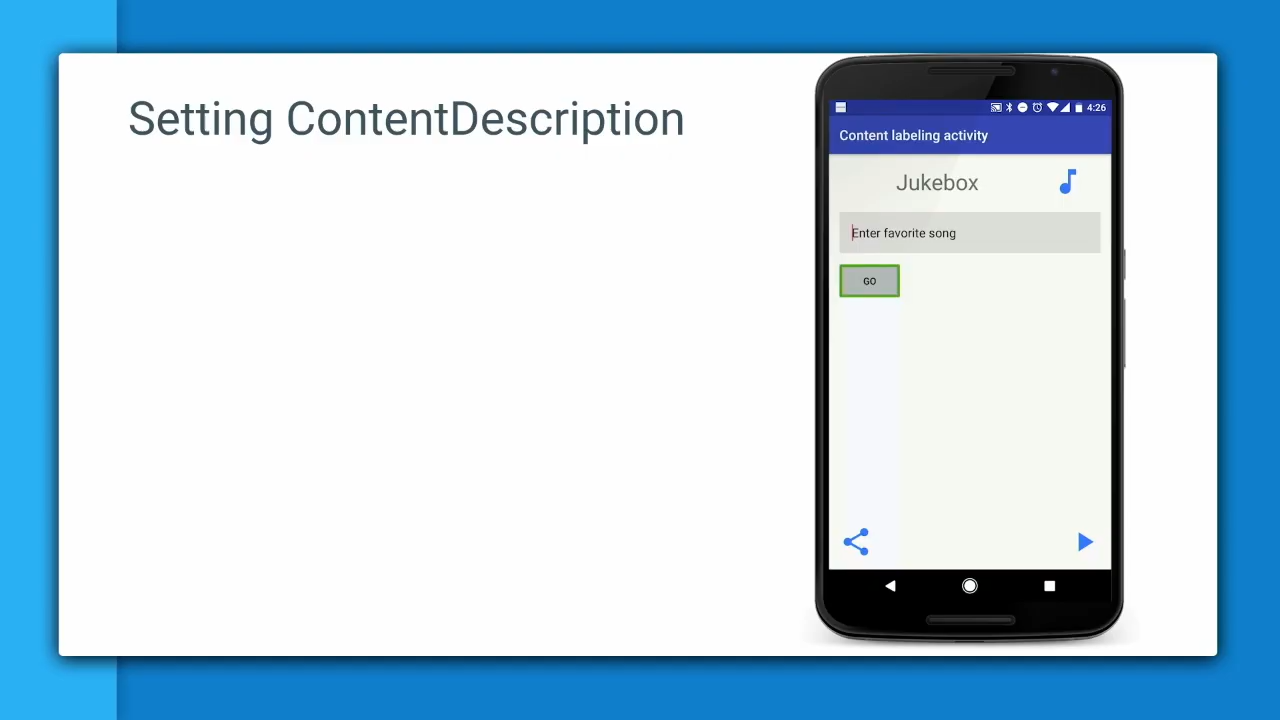 Setting ContentDescription
4:26
Content labeling activity
Jukebox
Enter favorite song
GO